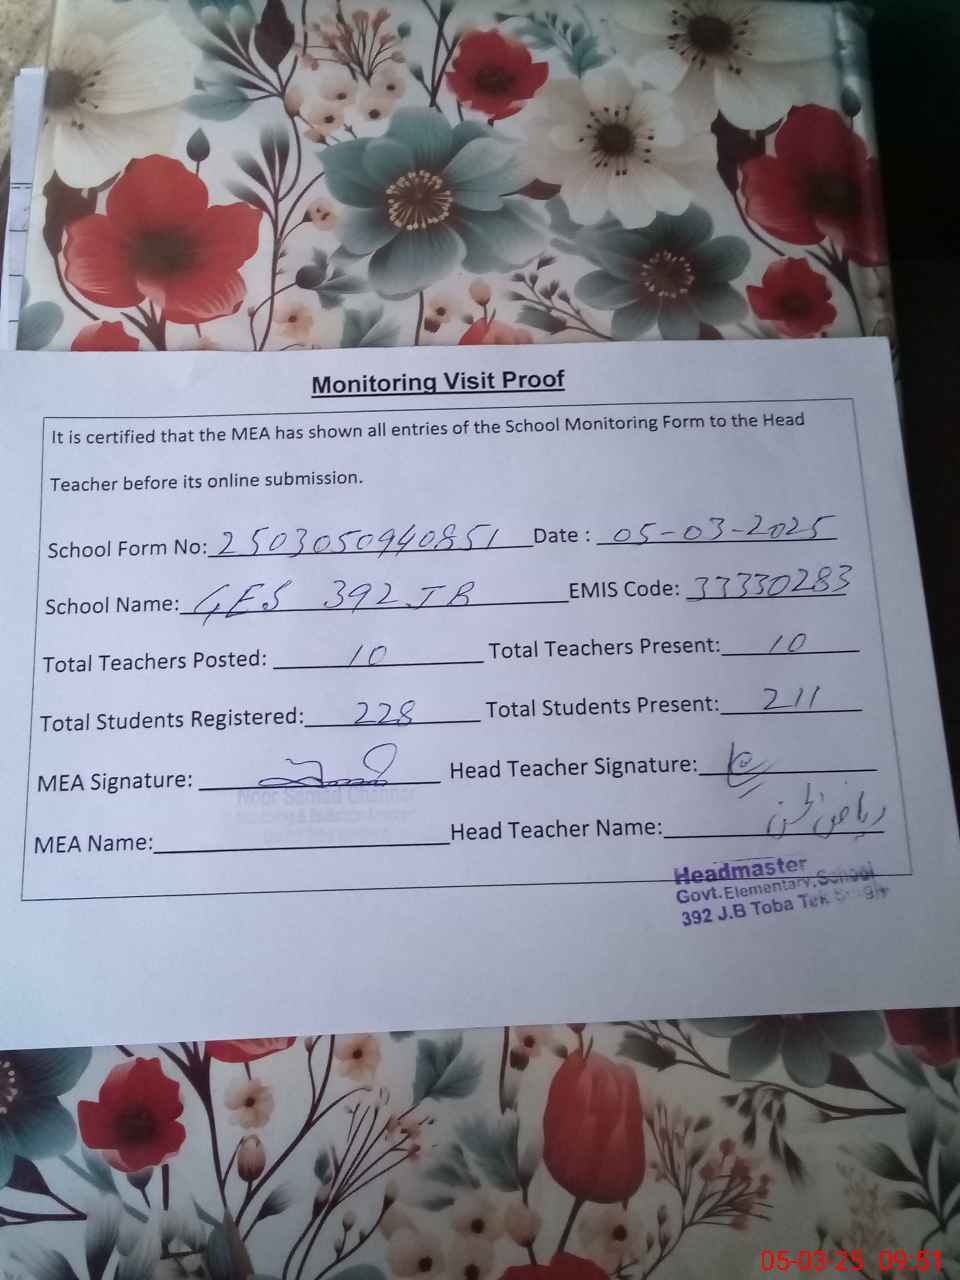 Monitoring Visit Proof
It is certified that the MEA has shown all entries of the School Monitoring Form to the Head
Teacher before its online submission.
School Form No: 2503050940851 Date : 05-03-2025
School Name: GES 392 JB EMIS Code: 33330283
Total Teachers Posted: 10 Total Teachers Present: 10
Total Students Registered: 228 Total Students Present: 211
MEA Signature: Head Teacher Signature:
MEA Name: Head Teacher Name: ریاض
Headmaster
Govt.Elementary.School
392 J.B Toba Tek Singh
05-03-25 09:51